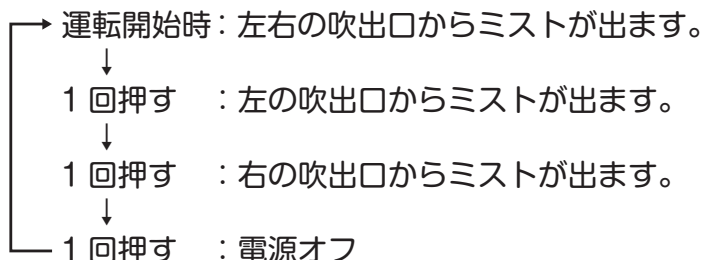 運転開始時：左右の吹出口からミストが出ます。
1回押す　：左の吹出口からミストが出ます。
1回押す　：右の吹出口からミストが出ます。
1回押す　：電源オフ